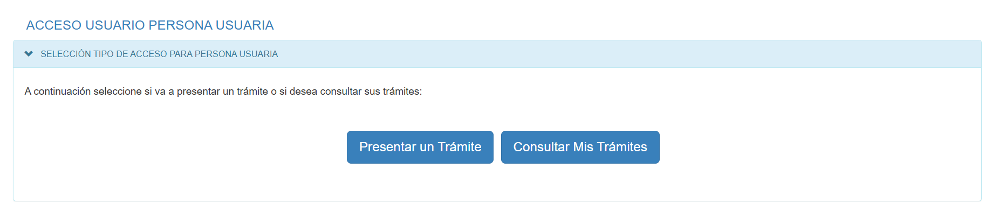 ACCESO USUARIO PERSONA USUARIA
SELECCIÓN TIPO DE ACCESO PARA PERSONA USUARIA
A continuación seleccione si va a presentar un trámite o si desea consultar sus trámites:
Presentar un Trámite
Consultar Mis Trámites